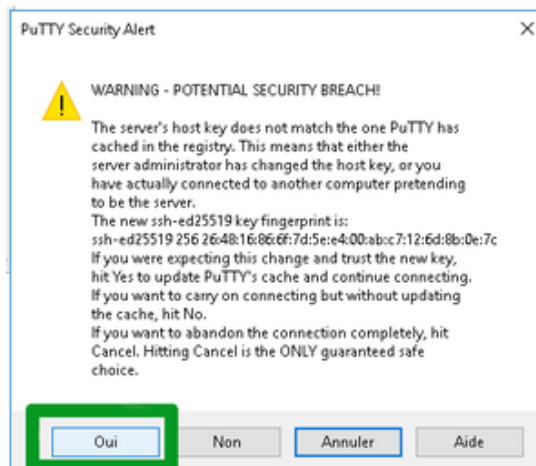 PuTTY Security Alert
WARNING - POTENTIAL SECURITY BREACH!
The server's host key does not match the one PuTTY has
cached in the registry. This means that either the
server administrator has changed the host key, or you
have actually connected to another computer pretending
to be the server.
The new ssh-ed25519 key fingerprint is:
ssh-ed25519 256 26:48:16:86:6f:7d:5e:e4:00:ab:c7:12:6d:8b:0e:7c
If you were expecting this change and trust the new key,
hit Yes to update PuTTY's cache and continue connecting.
If you want to carry on connecting but without updating
the cache, hit No.
If you want to abandon the connection completely, hit
Cancel. Hitting Cancel is the ONLY guaranteed safe
choice.
Oui Non Annuler Aide